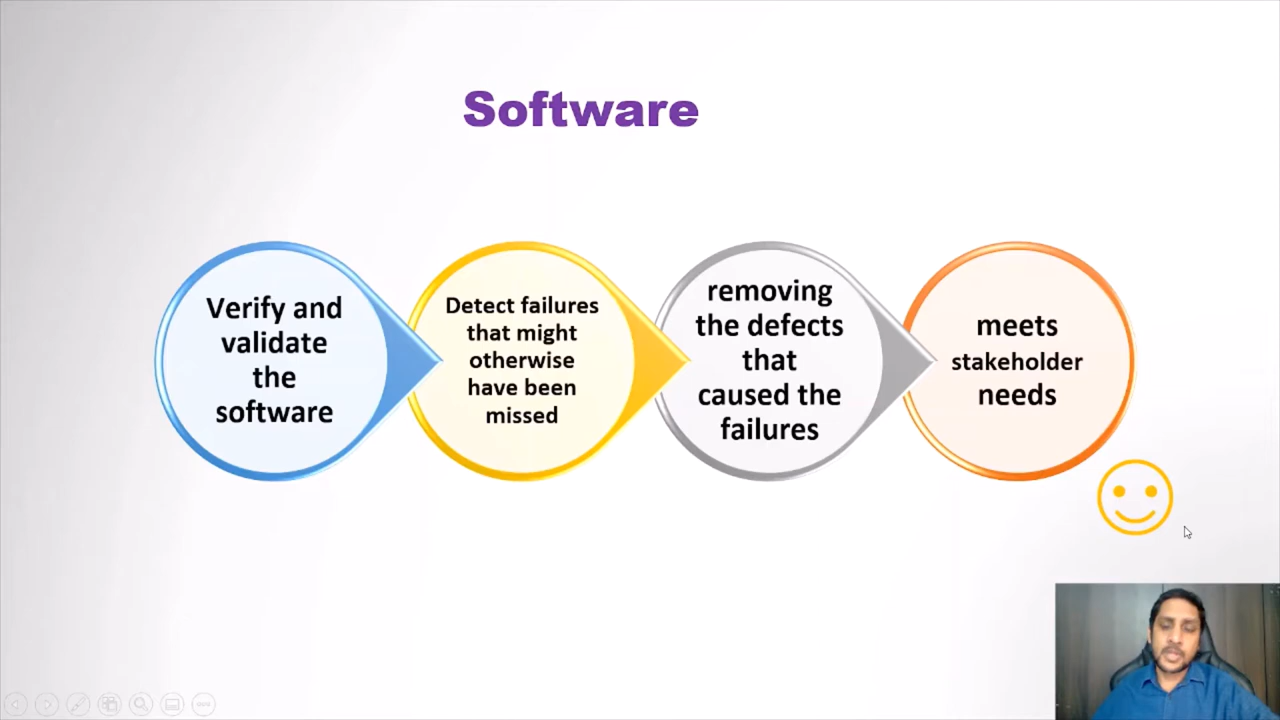 Software
Verify and
validate
the
software
Detect failures
that might
otherwise
have been
missed
removing
the defects
that
caused the
failures
meets
stakeholder
needs